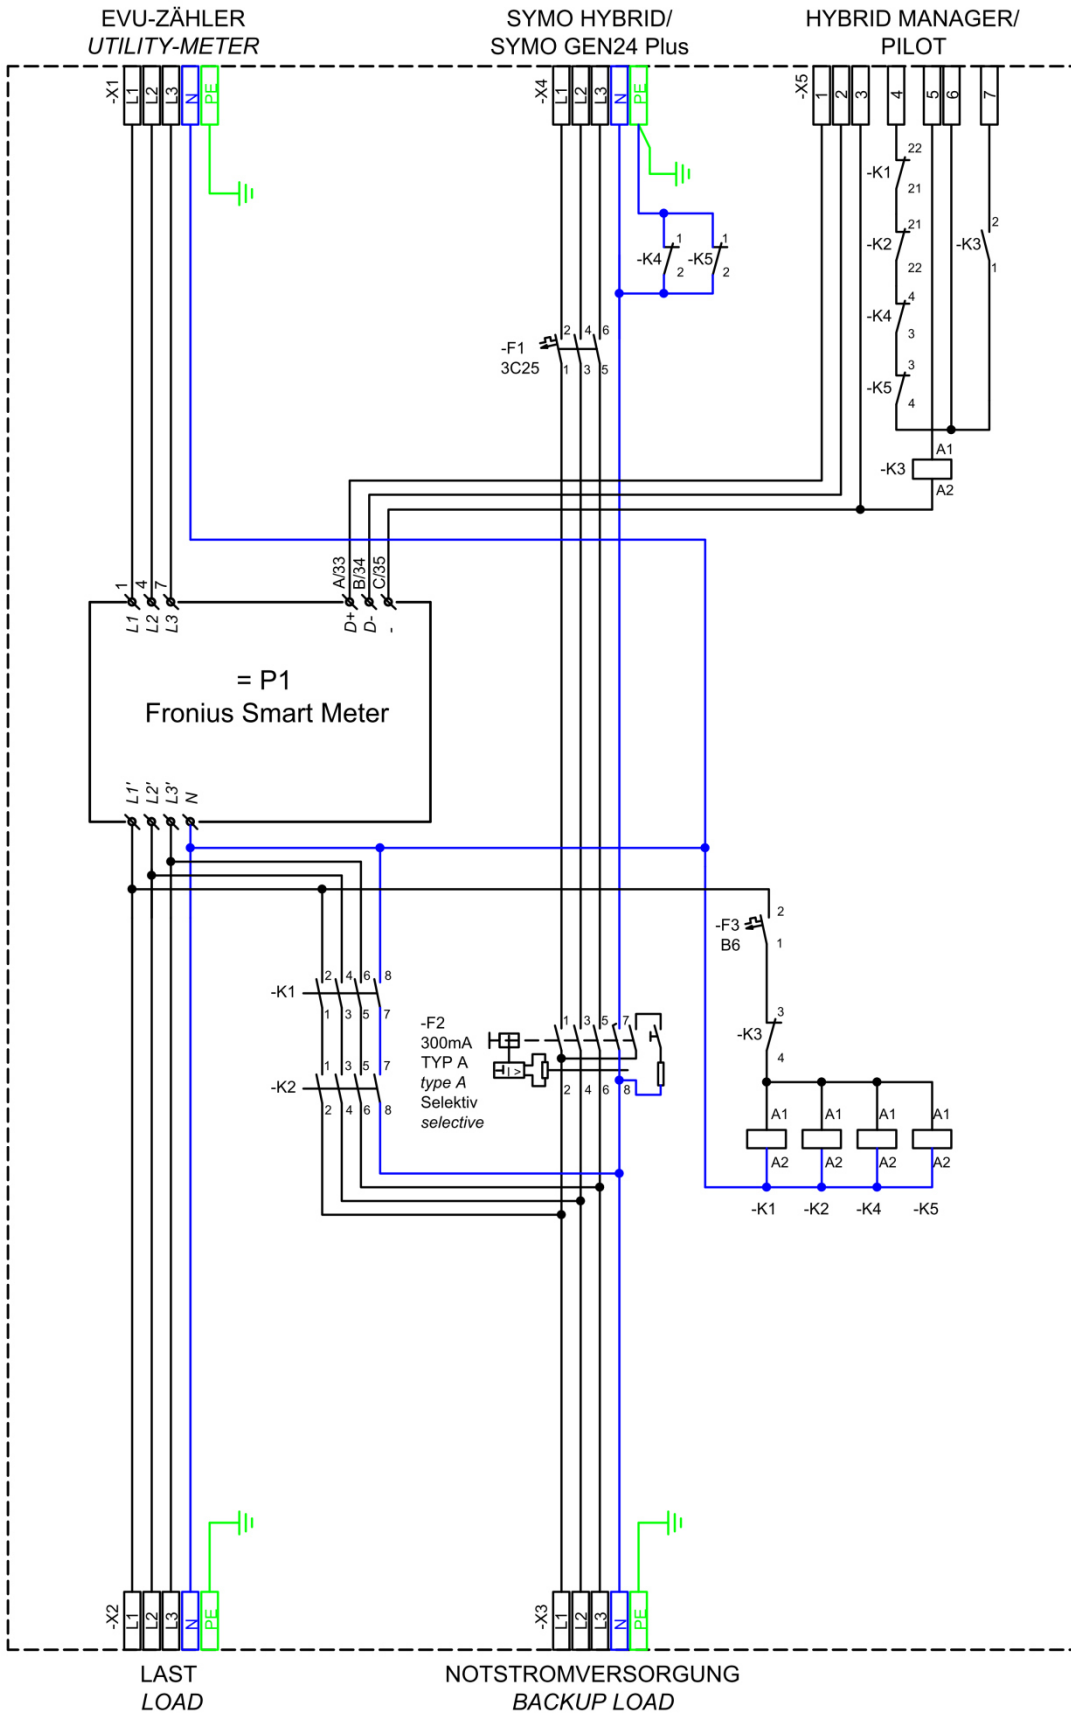 EVU-ZÄHLER
UTILITY-METER
SYMO HYBRID/
SYMO GEN24 Plus
HYBRID MANAGER/
PILOT
-X1
L1
L2
L3
N
PE
-X4
L1
L2
L3
N
PE
-X5
1
2
3
4
5
6
7
22
-K1
21
21
-K2
22
4
-K4
3
3
-K5
4
2
-K3
1
1
-K4
2
1
-K5
2
-F1
3C25
2
4
6
1
3
5
A1
-K3
A2
1
4
7
A/33
B/34
C/35
L1
L2
L3
D+
D-
-
= P1
Fronius Smart Meter
L1'
L2'
L3'
N
-F3
B6
2
1
-K1
2
4
6
8
1
3
5
7
-K2
1
3
5
7
2
4
6
8
-F2
300mA
TYP A
type A
Selektiv
selective
1
3
5
7
I >
2
4
6
8
-K3
3
4
A1
A1
A1
A1
A2
A2
A2
A2
-K1
-K2
-K4
-K5
-X2
L1
L2
L3
N
PE
-X3
L1
L2
L3
N
PE
LAST
LOAD
NOTSTROMVERSORGUNG
BACKUP LOAD